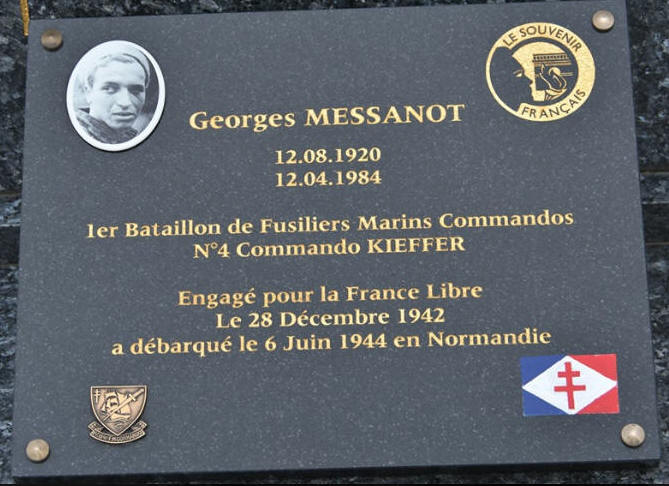 LE SOUVENIR
FRANÇAIS
Georges MESSANOT
12.08.1920
12.04.1984
1er Bataillon de Fusiliers Marins Commandos
N°4 Commando KIEFFER
Engagé pour la France Libre
Le 28 Décembre 1942
a débarqué le 6 Juin 1944 en Normandie